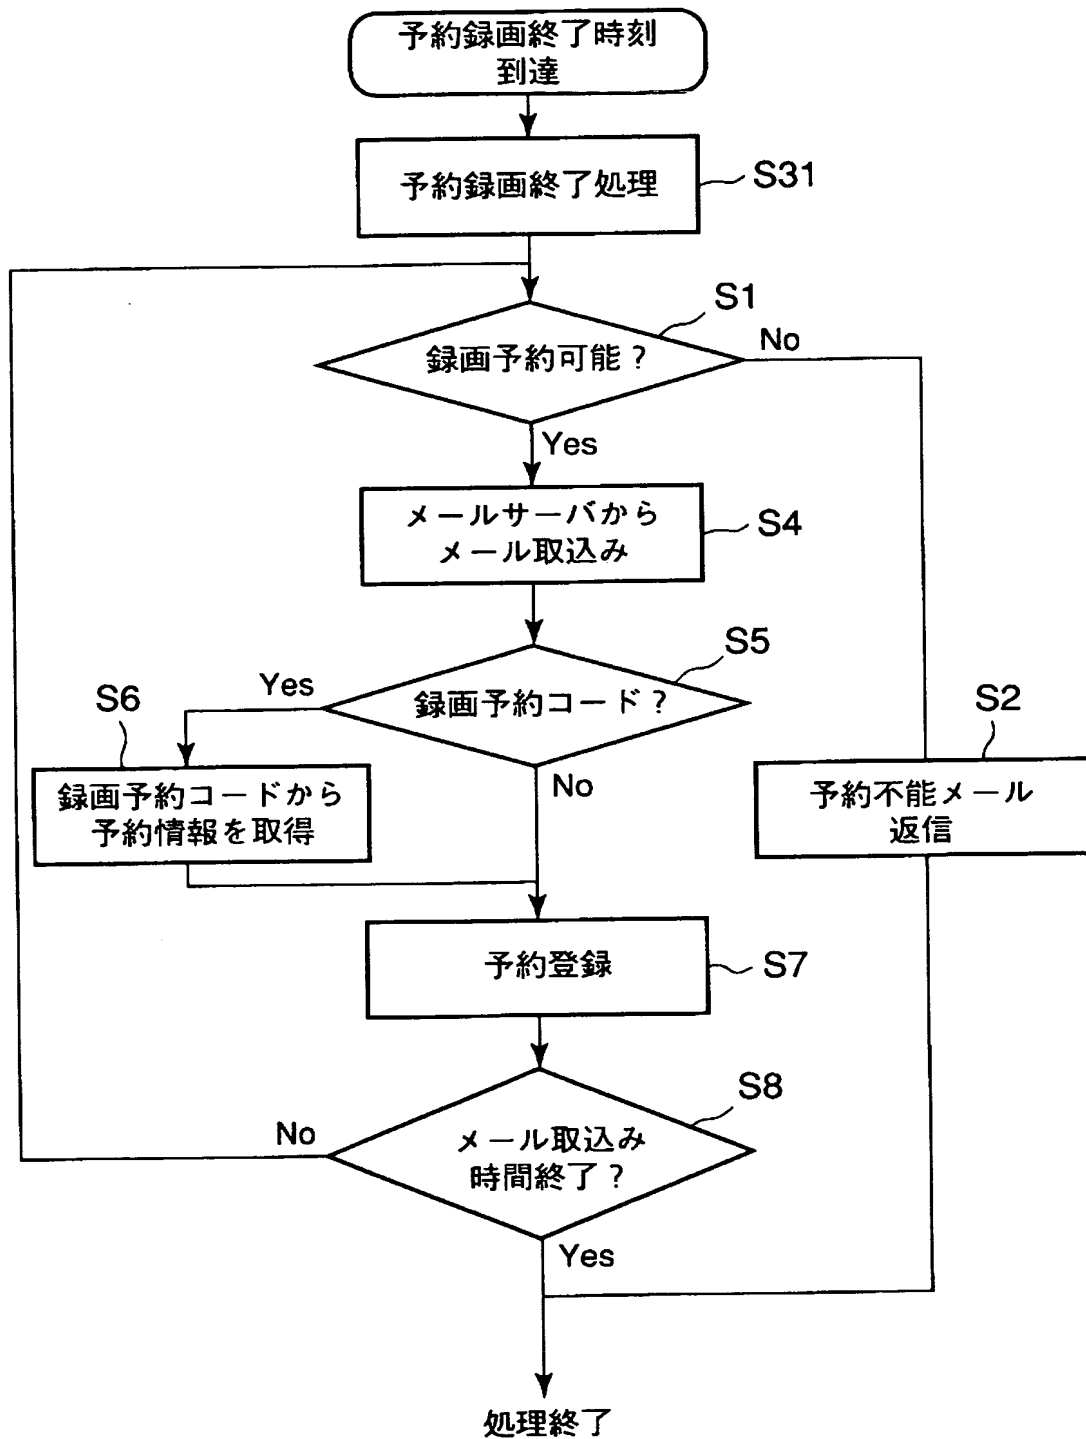 予約録画終了時刻
到達
予約録画終了処理
S31
S1
録画予約可能？
No
Yes
メールサーバから
メール取込み
S4
S5
録画予約コード？
Yes
No
S6
録画予約コードから
予約情報を取得
S2
予約不能メール
返信
予約登録
S7
S8
メール取込み
時間終了？
No
Yes
処理終了